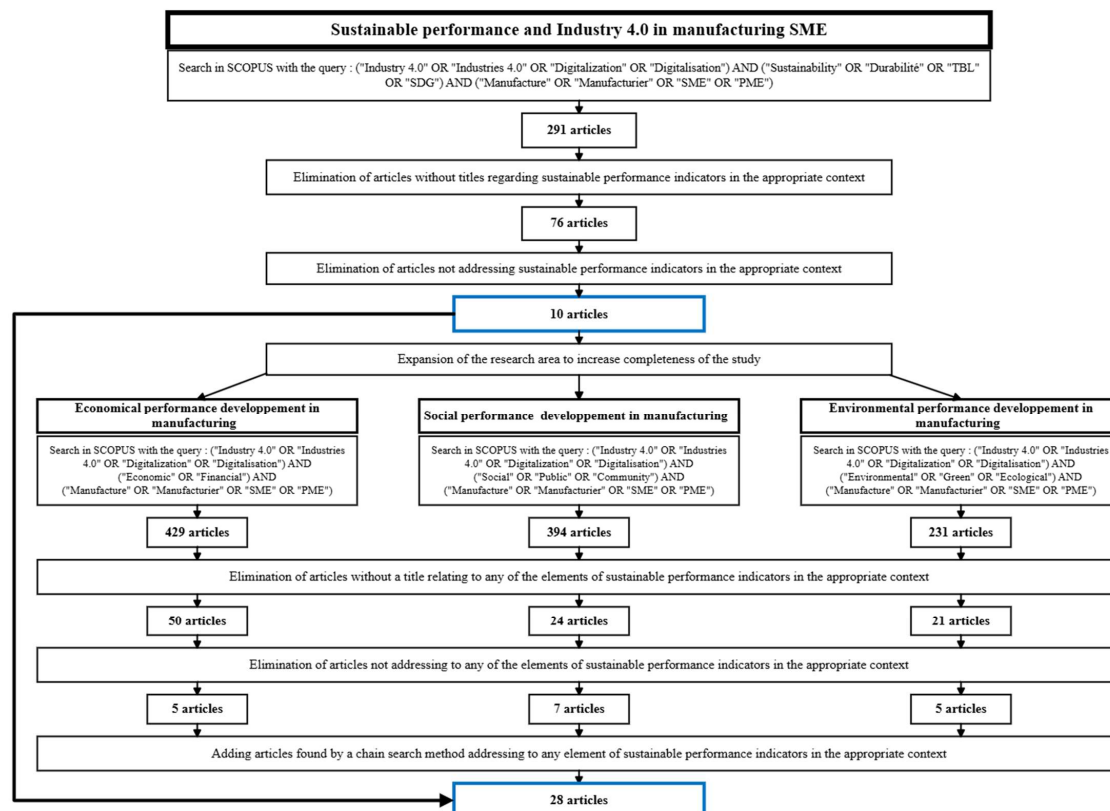 Sustainable performance and Industry 4.0 in manufacturing SME
Search in SCOPUS with the query : ("Industry 4.0" OR "Industries 4.0" OR "Digitalization" OR "Digitalisation") AND ("Sustainability" OR "Durabilité" OR "TBL"
OR "SDG") AND ("Manufacture" OR "Manufacturier" OR "SME" OR "PME")
291 articles
Elimination of articles without titles regarding sustainable performance indicators in the appropriate context
76 articles
Elimination of articles not addressing sustainable performance indicators in the appropriate context
10 articles
Expansion of the research area to increase completeness of the study
Economical performance developpement in
manufacturing
Search in SCOPUS with the query : ("Industry 4.0" OR "Industries
4.0" OR "Digitalization" OR "Digitalisation") AND
("Economic" OR "Financial") AND
("Manufacture" OR "Manufacturier" OR "SME" OR "PME")
Social performance developpement in manufacturing
Search in SCOPUS with the query : ("Industry 4.0" OR "Industries
4.0" OR "Digitalization" OR "Digitalisation") AND
("Social" OR "Public" OR "Community") AND
("Manufacture" OR "Manufacturier" OR "SME" OR "PME")
Environmental performance developpement in
manufacturing
Search in SCOPUS with the query : ("Industry 4.0" OR "Industries
4.0" OR "Digitalization" OR "Digitalisation") AND
("Environmental" OR "Green" OR "Ecological") AND
("Manufacture" OR "Manufacturier" OR "SME" OR "PME")
429 articles
394 articles
231 articles
Elimination of articles without a title relating to any of the elements of sustainable performance indicators in the appropriate context
50 articles
24 articles
21 articles
Elimination of articles not addressing to any of the elements of sustainable performance indicators in the appropriate context
5 articles
7 articles
5 articles
Adding articles found by a chain search method addressing to any element of sustainable performance indicators in the appropriate context
28 articles